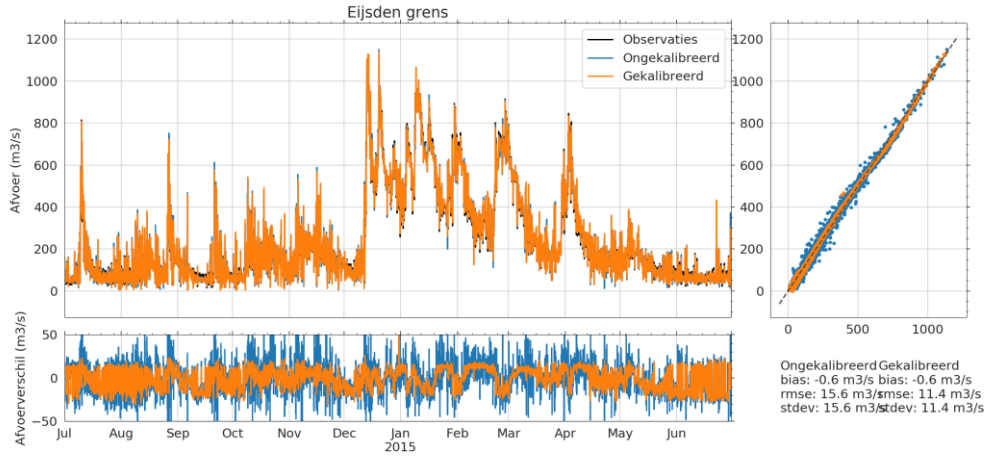 Eijsden grens
Afvoer (m3/s)
1200
1000
800
600
400
200
0
Observaties
Ongekalibreerd
Gekalibreerd
1200
1000
800
600
400
200
0
0 500 1000
Afvoerverschil (m3/s)
50
0
−50
Jul Aug Sep Oct Nov Dec Jan Feb Mar Apr May Jun
2015
Ongekalibreerd Gekalibreerd
bias: -0.6 m3/s bias: -0.6 m3/s
rmse: 15.6 m3/s rmse: 11.4 m3/s
stdev: 15.6 m3/s stdev: 11.4 m3/s